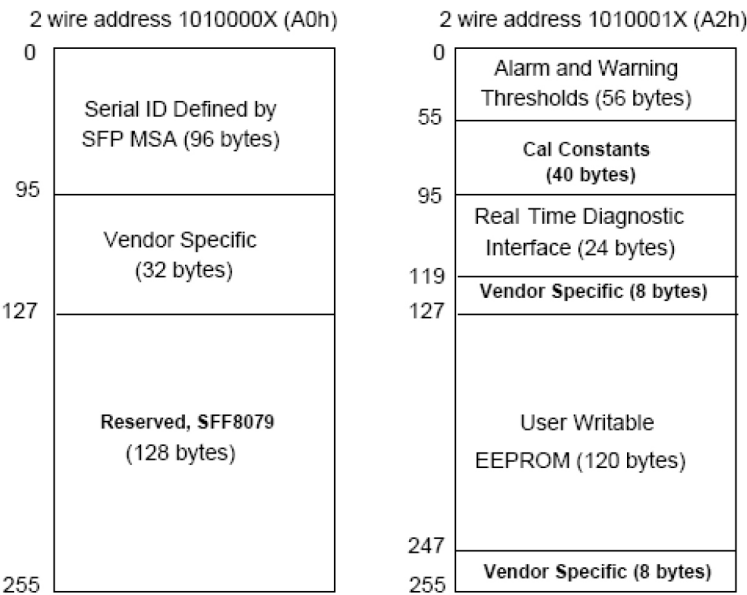 2 wire address 1010000X (A0h)
0
Serial ID Defined by
SFP MSA (96 bytes)
95
Vendor Specific
(32 bytes)
127
Reserved, SFF8079
(128 bytes)
255
2 wire address 1010001X (A2h)
0
Alarm and Warning
Thresholds (56 bytes)
55
Cal Constants
(40 bytes)
95
Real Time Diagnostic
Interface (24 bytes)
119
Vendor Specific (8 bytes)
127
User Writable
EEPROM (120 bytes)
247
Vendor Specific (8 bytes)
255